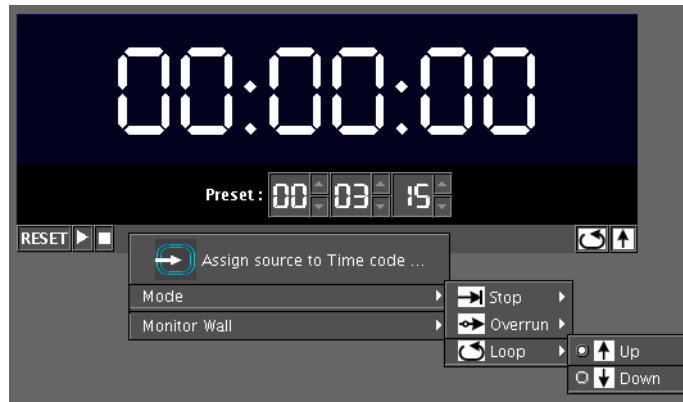 00:00:00
Preset : 00 03 15
RESET
Assign source to Time code ...
Mode
Stop
Monitor Wall
Overrun
Loop
Up
Down